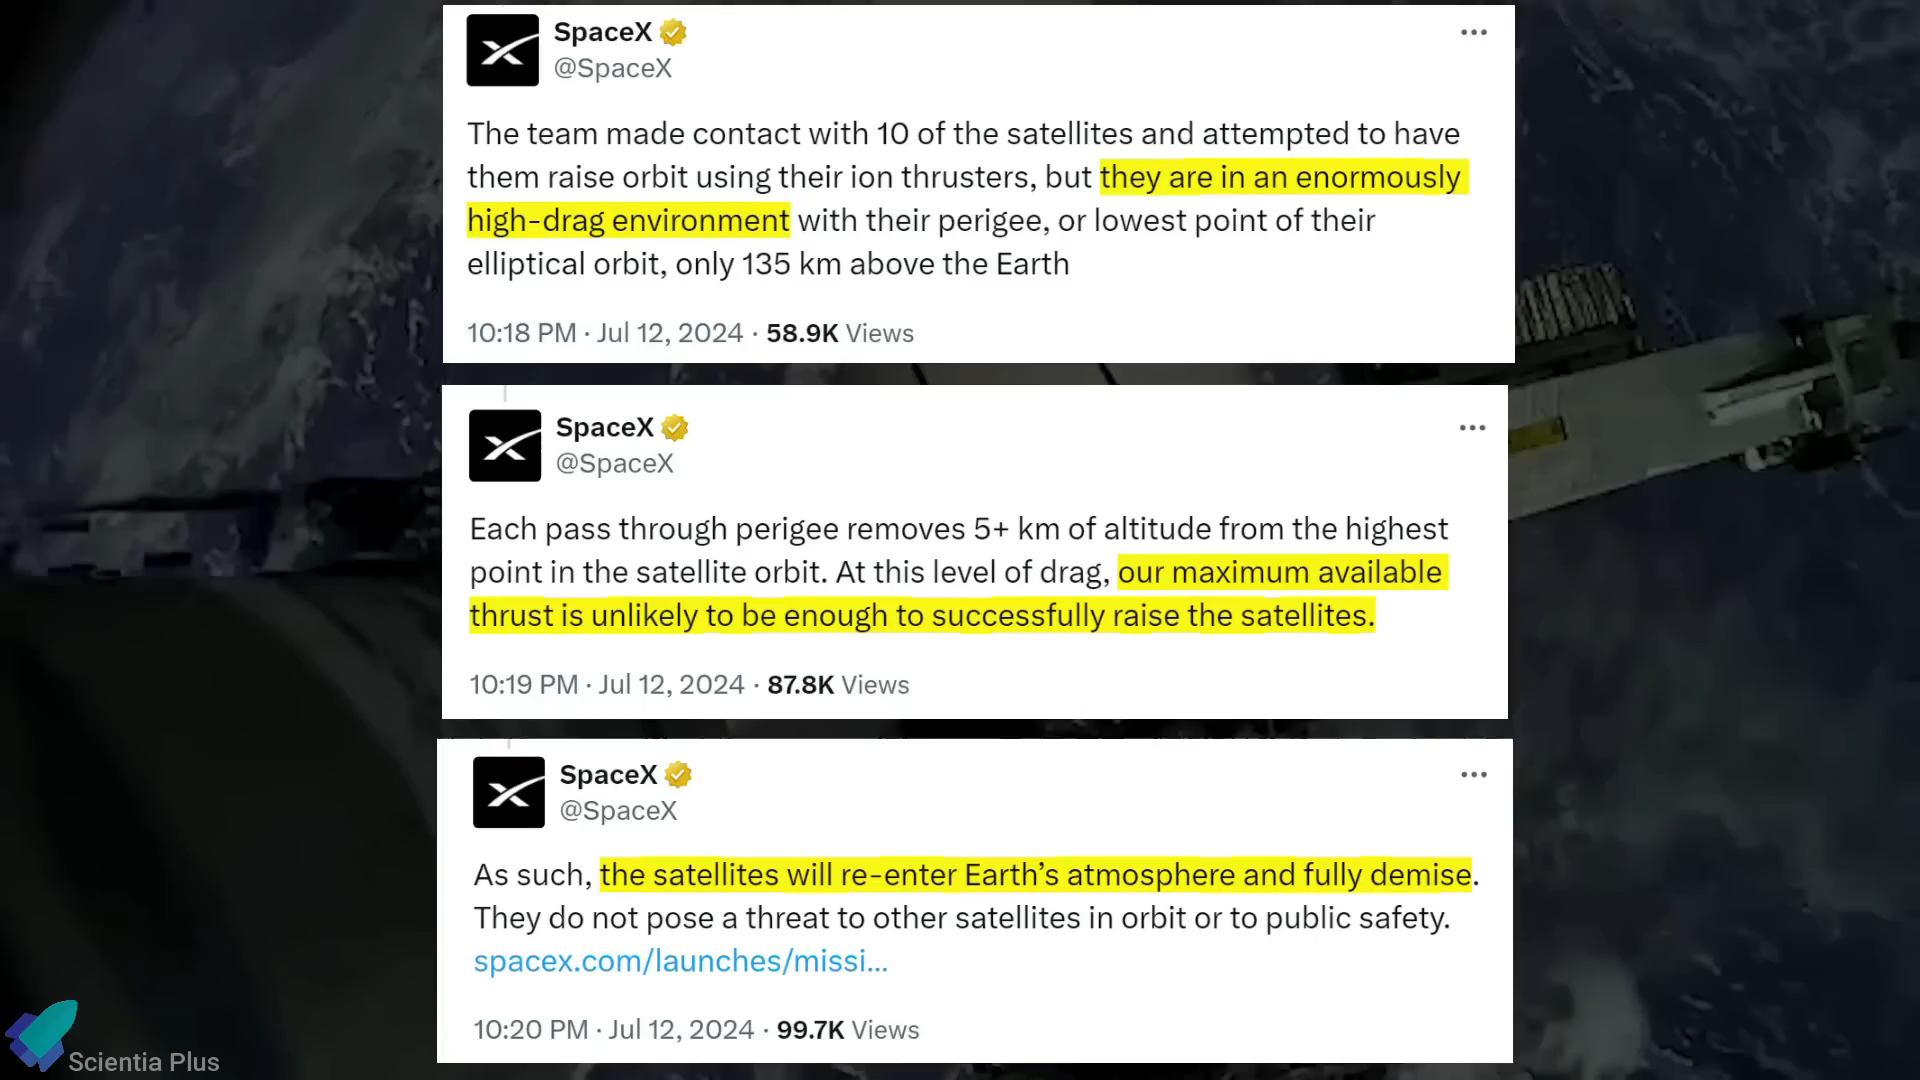 SpaceX
@SpaceX
The team made contact with 10 of the satellites and attempted to have
them raise orbit using their ion thrusters, but they are in an enormously
high-drag environment with their perigee, or lowest point of their
elliptical orbit, only 135 km above the Earth
10:18 PM · Jul 12, 2024 · 58.9K Views
SpaceX
@SpaceX
Each pass through perigee removes 5+ km of altitude from the highest
point in the satellite orbit. At this level of drag, our maximum available
thrust is unlikely to be enough to successfully raise the satellites.
10:19 PM · Jul 12, 2024 · 87.8K Views
SpaceX
@SpaceX
As such, the satellites will re-enter Earth’s atmosphere and fully demise.
They do not pose a threat to other satellites in orbit or to public safety.
spacex.com/launches/missi...
10:20 PM · Jul 12, 2024 · 99.7K Views
Scientia Plus